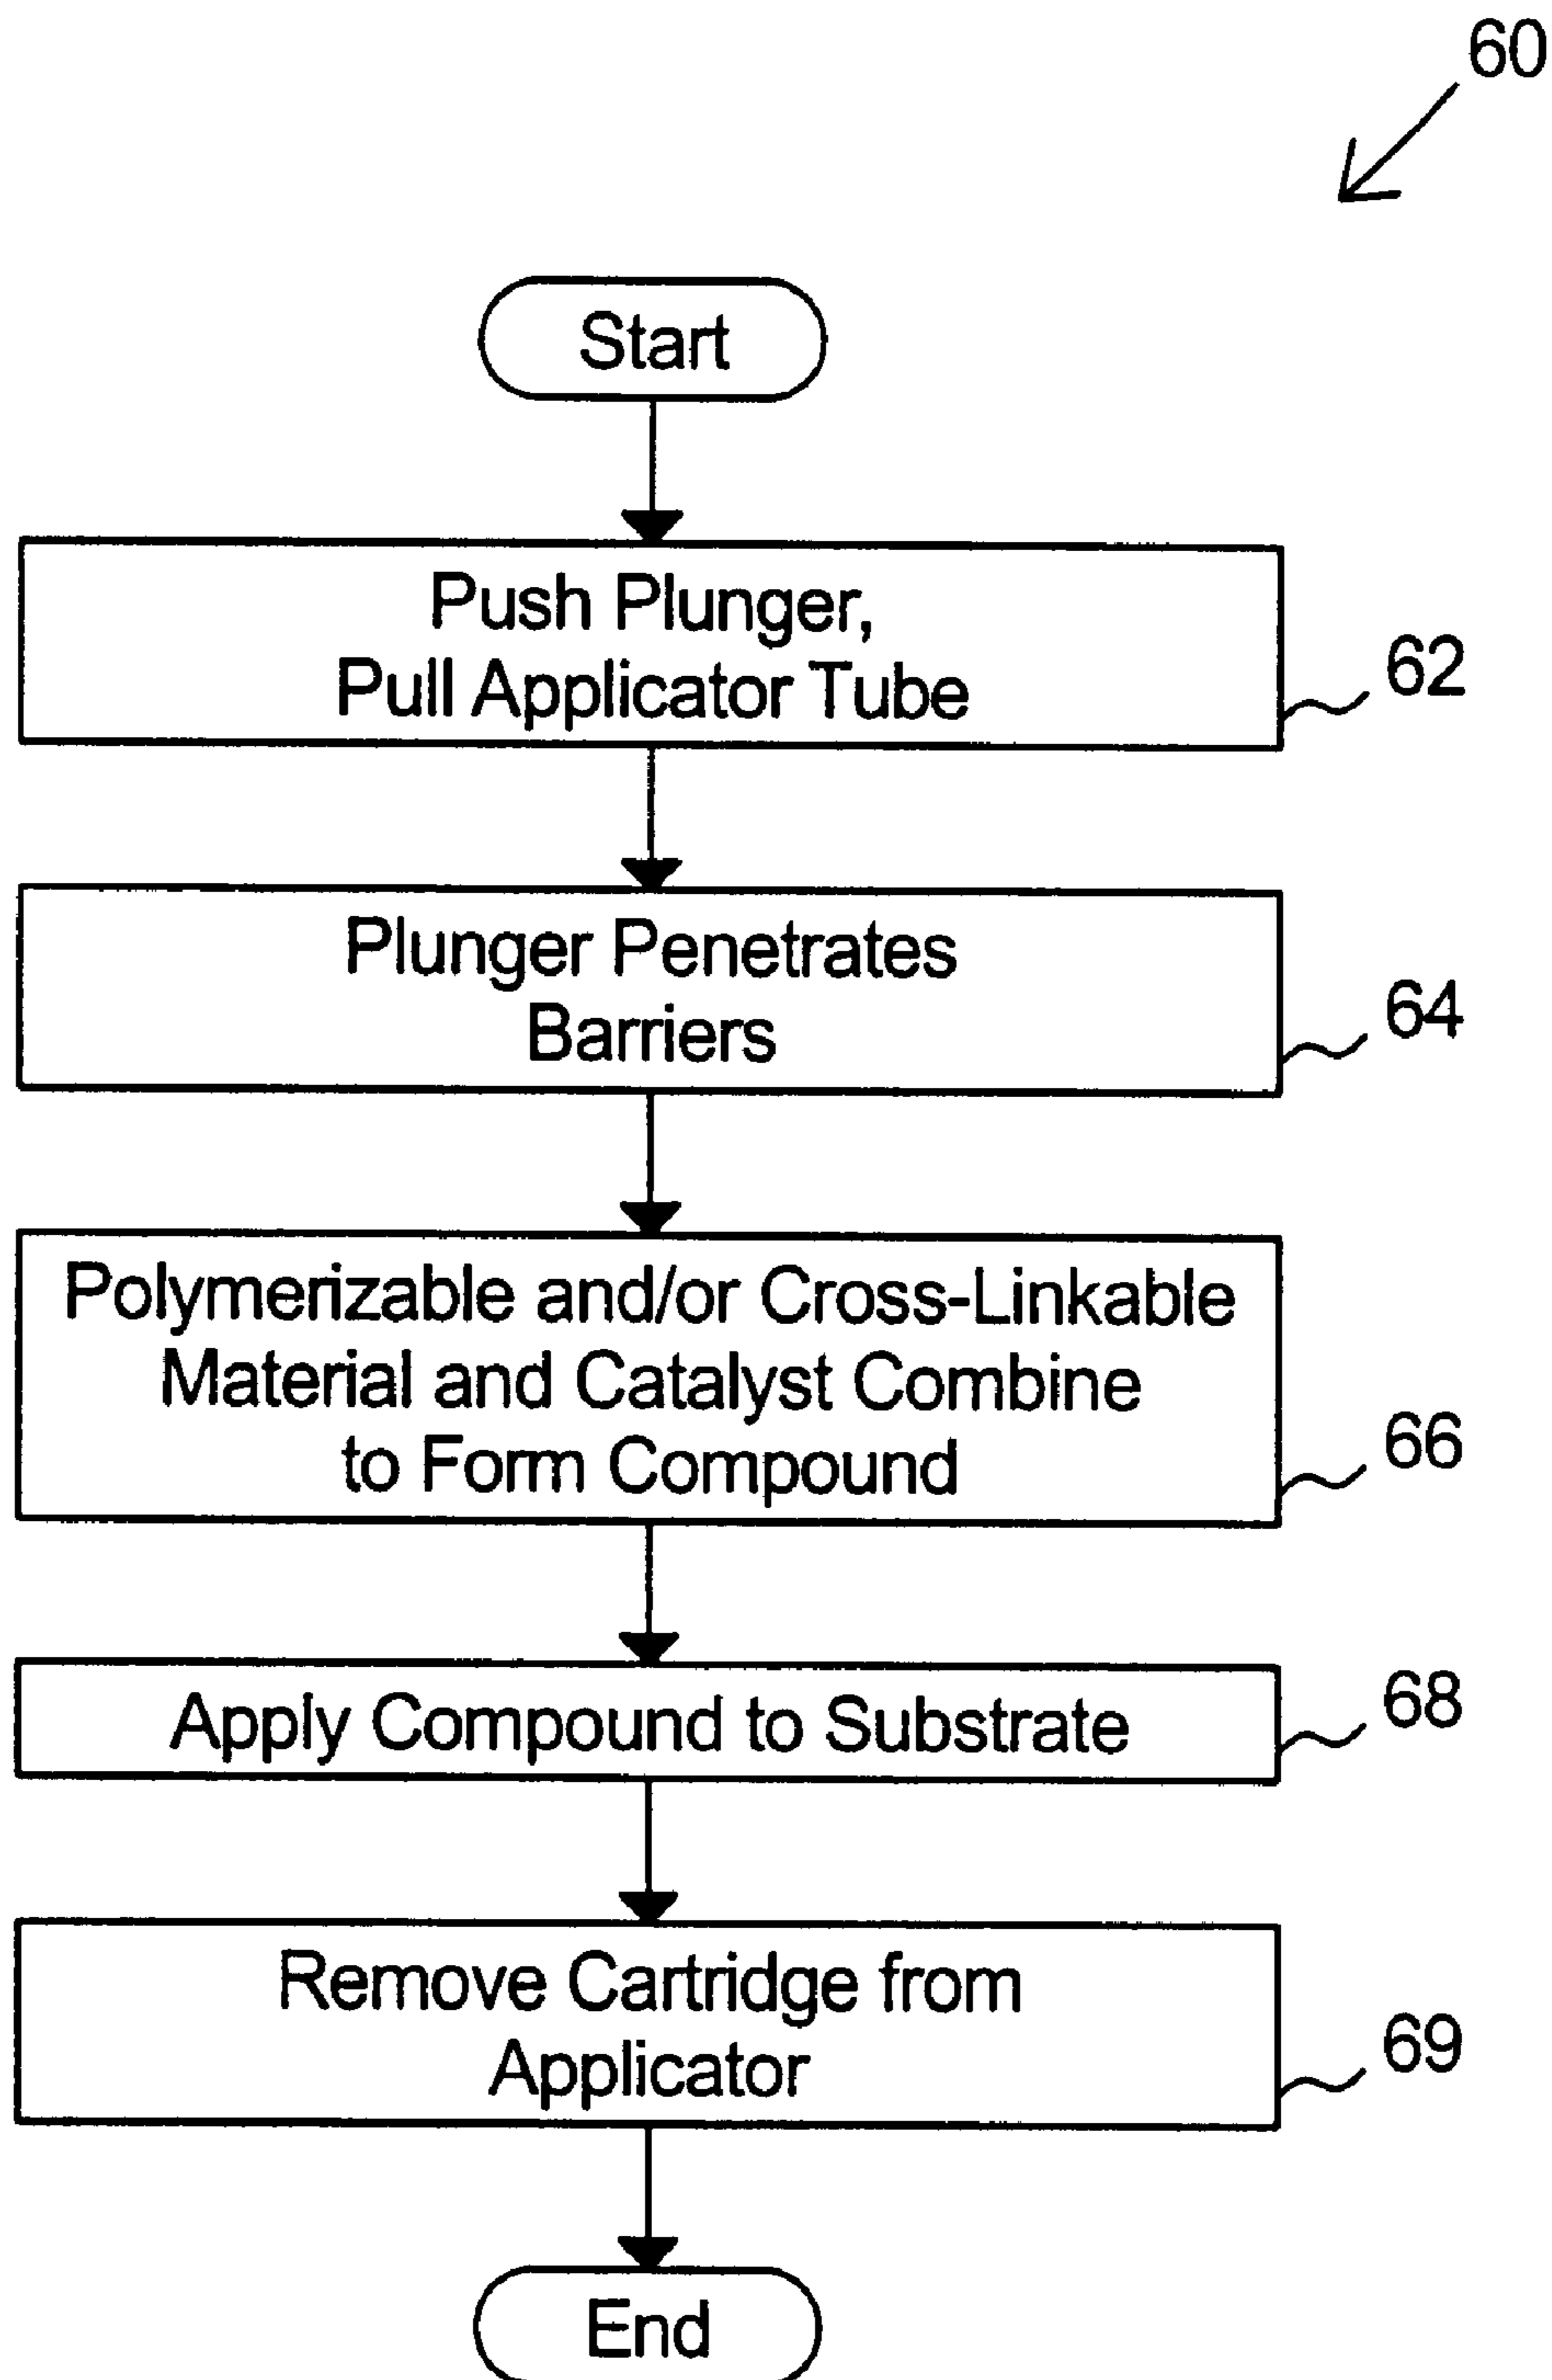 60
Start
Push Plunger,
Pull Applicator Tube
62
Plunger Penetrates
Barriers
64
Polymerizable and/or Cross-Linkable
Material and Catalyst Combine
to Form Compound
66
Apply Compound to Substrate
68
Remove Cartridge from
Applicator
69
End